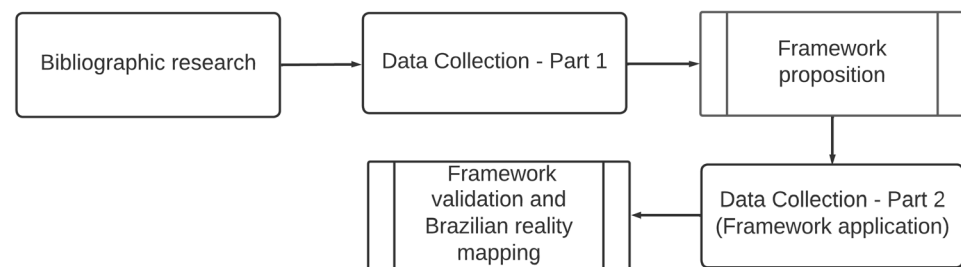 Bibliographic research
Data Collection - Part 1
Framework
proposition
Data Collection - Part 2
(Framework application)
Framework
validation and
Brazilian reality
mapping